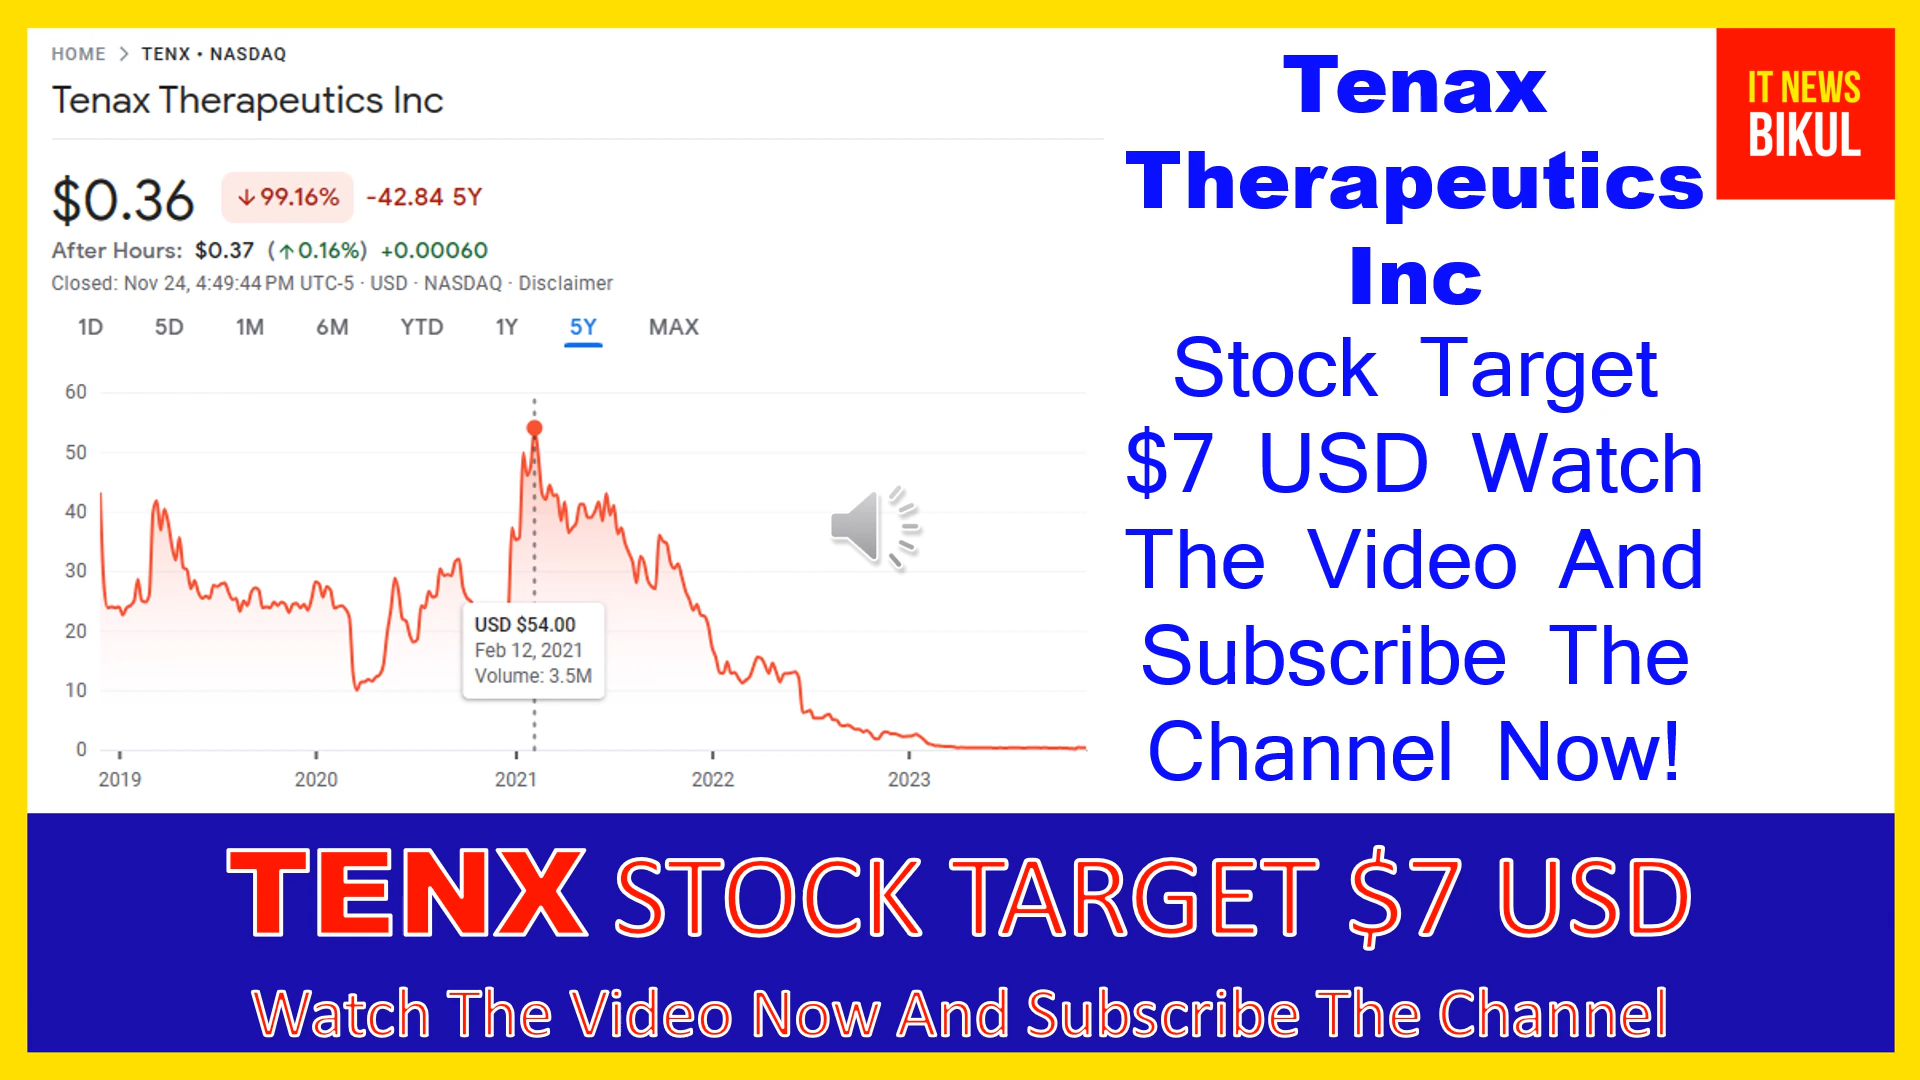 HOME > TENX • NASDAQ
Tenax Therapeutics Inc
$0.36 ↓99.16% -42.84 5Y
After Hours: $0.37 (↑0.16%) +0.00060
Closed: Nov 24, 4:49:44 PM UTC-5 · USD · NASDAQ · Disclaimer
1D 5D 1M 6M YTD 1Y 5Y MAX
60
50
40
30
20
10
0
USD $54.00
Feb 12, 2021
Volume: 3.5M
2019 2020 2021 2022 2023
Tenax
Therapeutics
Inc
Stock Target
$7 USD Watch
The Video And
Subscribe The
Channel Now!
IT NEWS
BIKUL
TENX STOCK TARGET $7 USD
Watch The Video Now And Subscribe The Channel